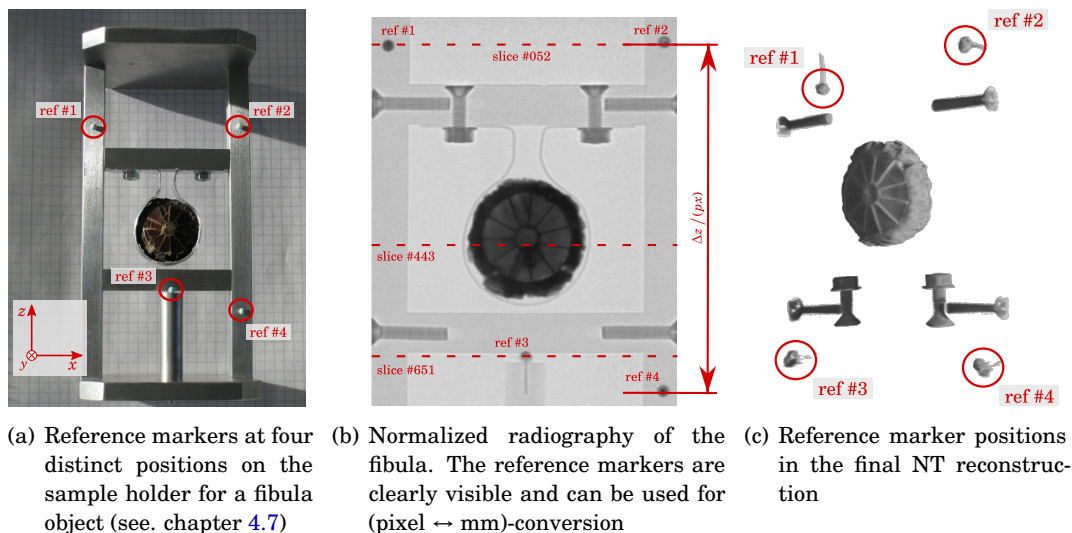 ref #1
ref #2
ref #3
ref #4
z
y
x
ref #1
ref #2
slice #052
Δz/(px)
slice #443
ref #3
slice #651
ref #4
ref #2
ref #1
ref #3
ref #4
(a) Reference markers at four
distinct positions on the
sample holder for a fibula
object (see. chapter 4.7)
(b) Normalized radiography of the
fibula. The reference markers are
clearly visible and can be used for
(pixel ↔ mm)-conversion
(c) Reference marker positions
in the final NT reconstruc-
tion